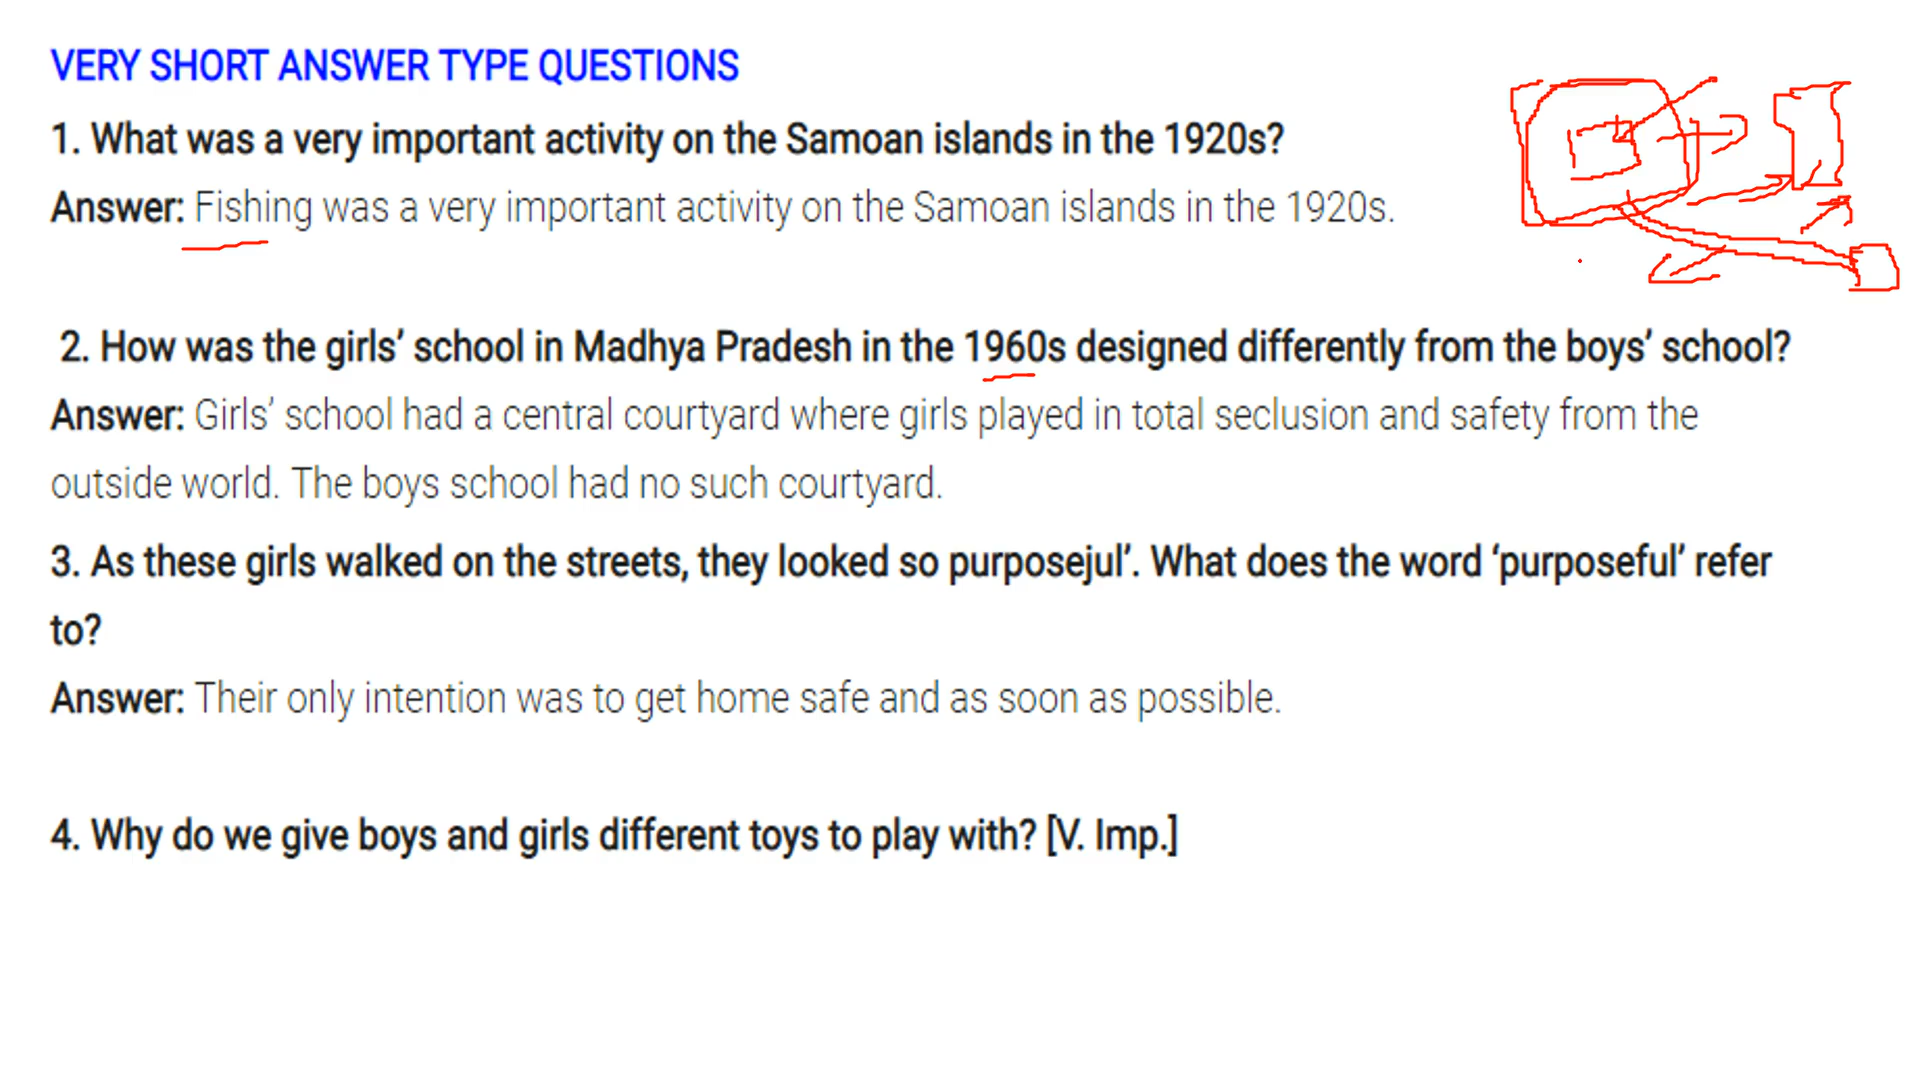 VERY SHORT ANSWER TYPE QUESTIONS
1. What was a very important activity on the Samoan islands in the 1920s?
Answer: Fishing was a very important activity on the Samoan islands in the 1920s.
2. How was the girls’ school in Madhya Pradesh in the 1960s designed differently from the boys’ school?
Answer: Girls’ school had a central courtyard where girls played in total seclusion and safety from the
outside world. The boys school had no such courtyard.
3. As these girls walked on the streets, they looked so purposejul’. What does the word ‘purposeful’ refer
to?
Answer: Their only intention was to get home safe and as soon as possible.
4. Why do we give boys and girls different toys to play with? [V. Imp.]